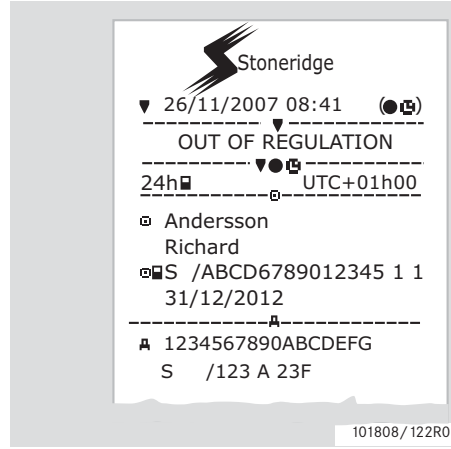 Stoneridge
26/11/2007 08:41 (●)
OUT OF REGULATION
24h UTC+01h00
Andersson
Richard
S /ABCD6789012345 1 1
31/12/2012
1234567890ABCDEFG
S /123 A 23F
101808/122R0